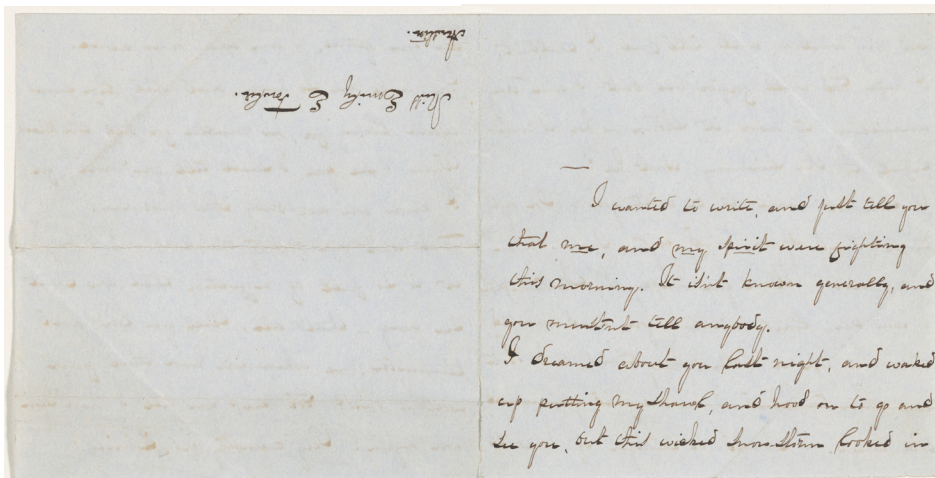 Austin.
Miss Emily E Fowler.
I wanted to write, and just tell you
that me, and my spirit were fighting
this morning. It isn't known generally, and
you mustn't tell anybody.
I dreamed about you last night, and waked
up putting my shawl, and hood on to go and
see you, but this wicked snow-storm looked in